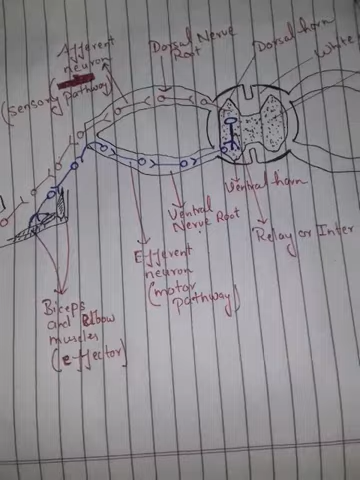 Afferent
neuron
(sensory pathway)
Dorsal Nerve
Root
Dorsal horn
White
Ventral horn
Ventral
Nerve Root
Relay or Inter
Efferent
neuron
(motor
pathway)
Biceps
and Elbow
muscles
(effector)